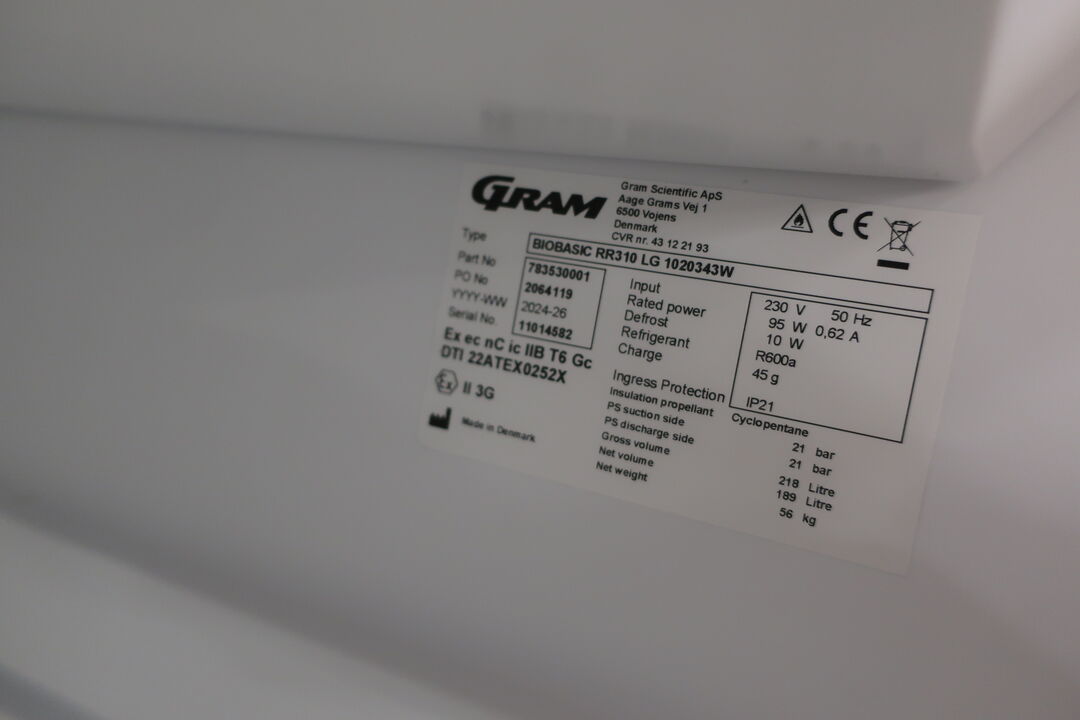 GRAM
Gram Scientific ApS
Aage Grams Vej 1
6500 Vojens
Denmark
CVR nr. 43 12 21 93
CE
Type BIOBASIC RR310 LG 1020343W
Part No 783530001
PO No 2064119
YYYY-WW 2024-26
Serial No. 11014582
Ex ec nC ic IIB T6 Gc
DTI 22ATEX0252X
Ex II 3G
Made in Denmark
Input 230 V 50 Hz
Rated power 95 W 0,62 A
Defrost 10 W
Refrigerant R600a
Charge 45 g
Ingress Protection IP21
Insulation propellant Cyclopentane
PS suction side 21 bar
PS discharge side 21 bar
Gross volume 218 Litre
Net volume 189 Litre
Net weight 56 kg